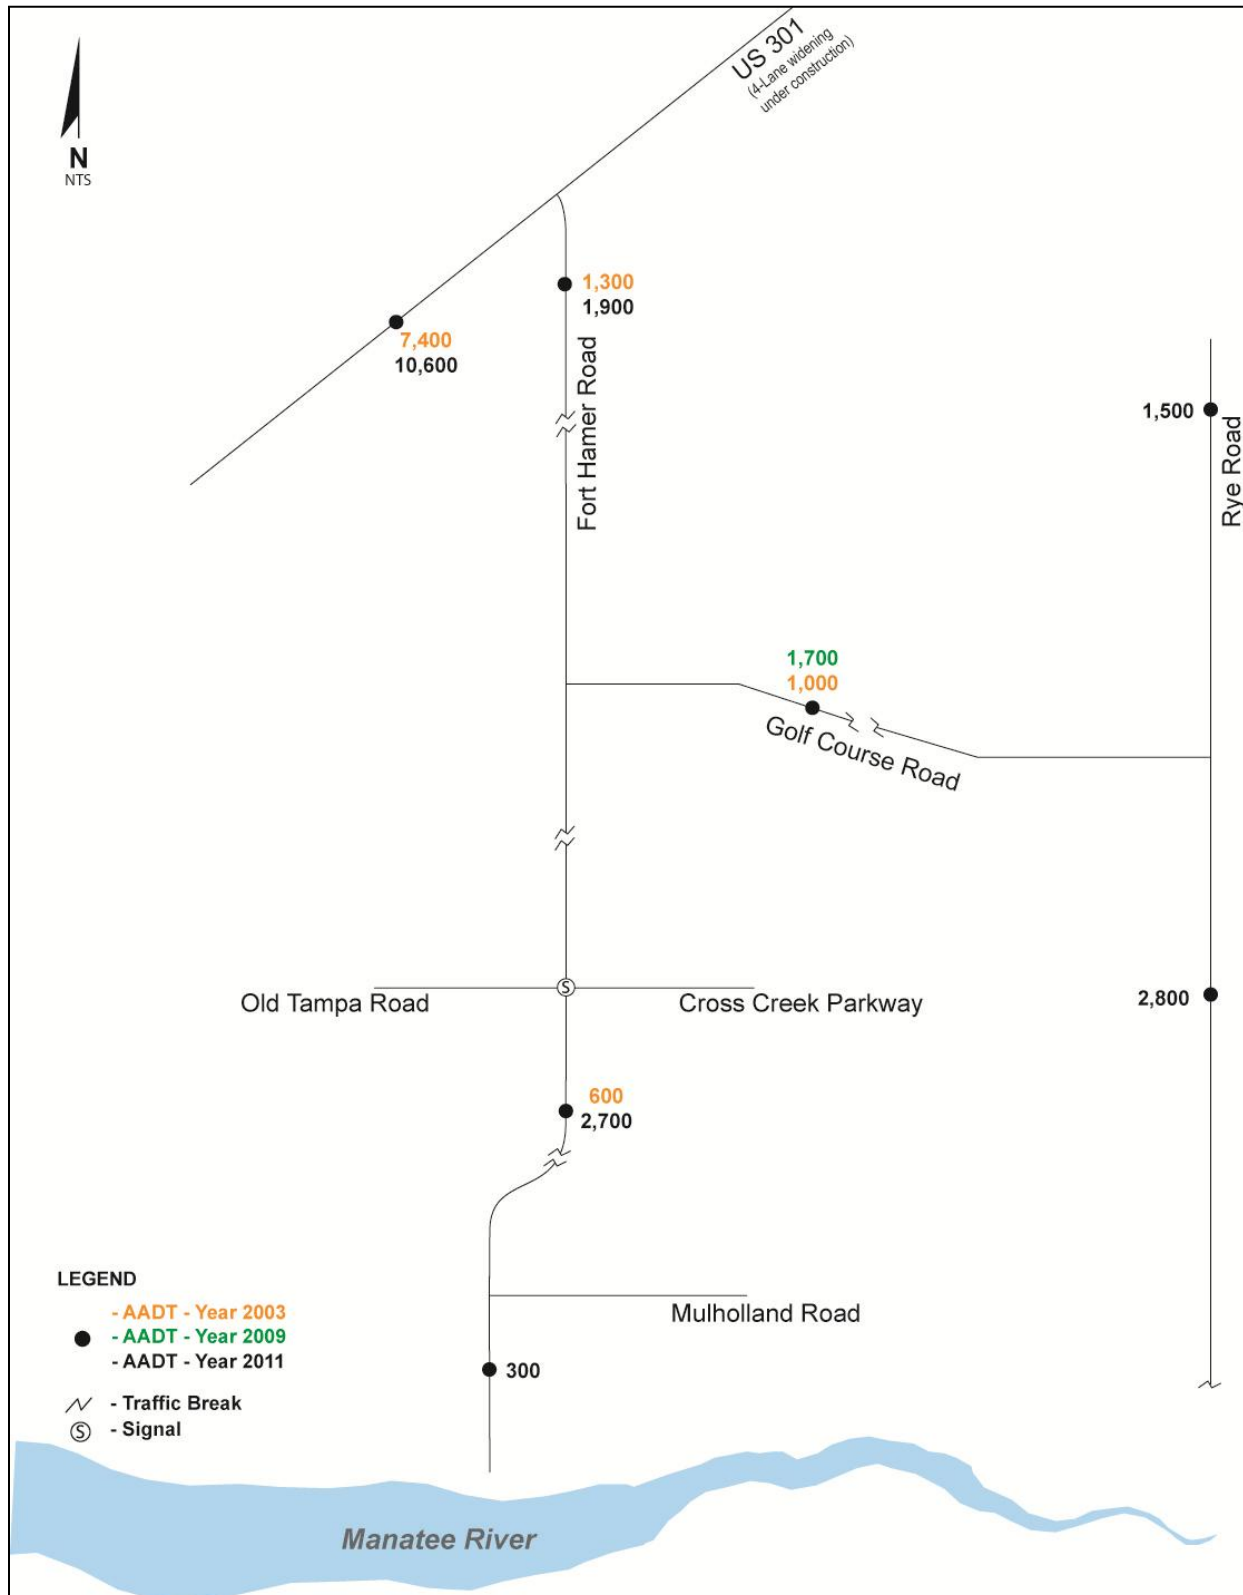 US 301
(4-Lane widening
under construction)
N
NTS
1,300
1,900
7,400
10,600
Fort Hamer Road
1,500
Rye Road
1,700
1,000
Golf Course Road
Old Tampa Road
S
Cross Creek Parkway
2,800
600
2,700
LEGEND
- AADT - Year 2003
- AADT - Year 2009
- AADT - Year 2011
- Traffic Break
S - Signal
Mulholland Road
300
Manatee River